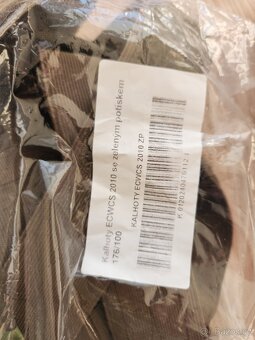 Kalhoty ECWCS 2010 se zeleným potiskem
176/100
KALHOTY ECWCS 2010 ZP